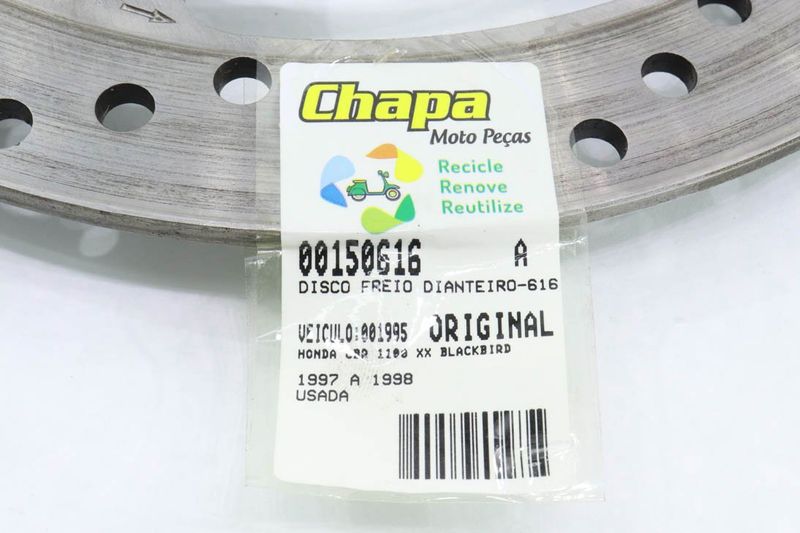 Chapa
Moto Peças
Recicle
Renove
Reutilize
00150616 A
DISCO FREIO DIANTEIRO-616
VEICULO:001995 ORIGINAL
HONDA CBR 1100 XX BLACKBIRD
1997 A 1998
USADA